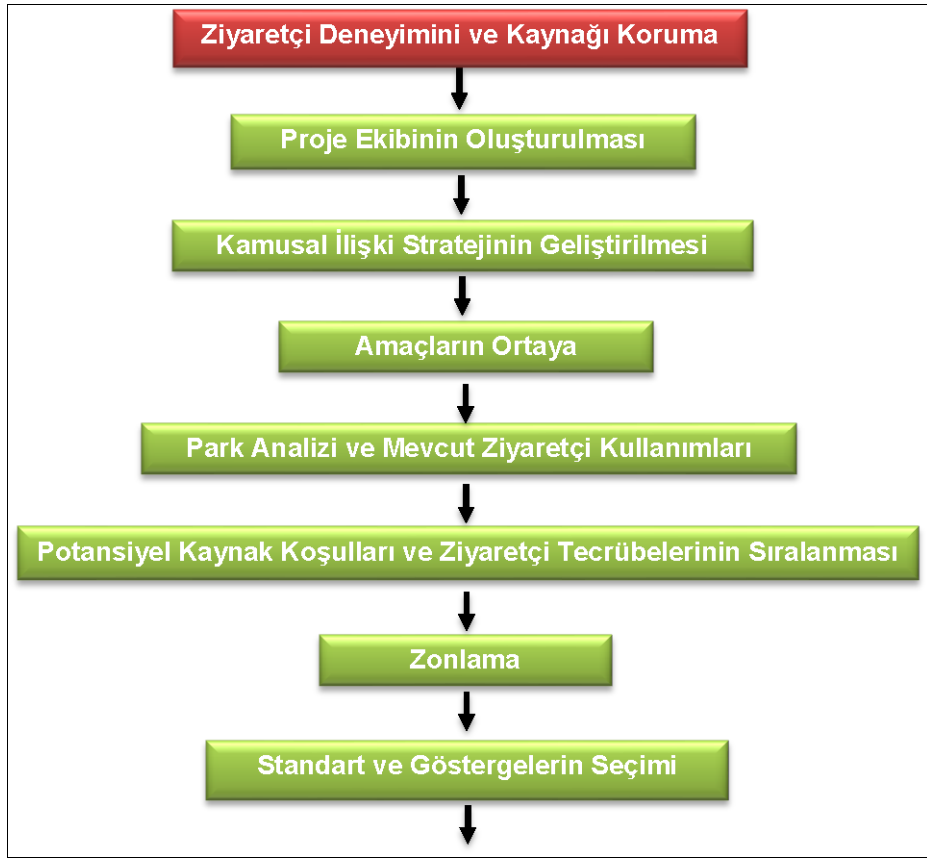 Ziyaretçi Deneyimini ve Kaynağı Koruma
Proje Ekibinin Oluşturulması
Kamusal İlişki Stratejinin Geliştirilmesi
Amaçların Ortaya
Park Analizi ve Mevcut Ziyaretçi Kullanımları
Potansiyel Kaynak Koşulları ve Ziyaretçi Tecrübelerinin Sıralanması
Zonlama
Standart ve Göstergelerin Seçimi